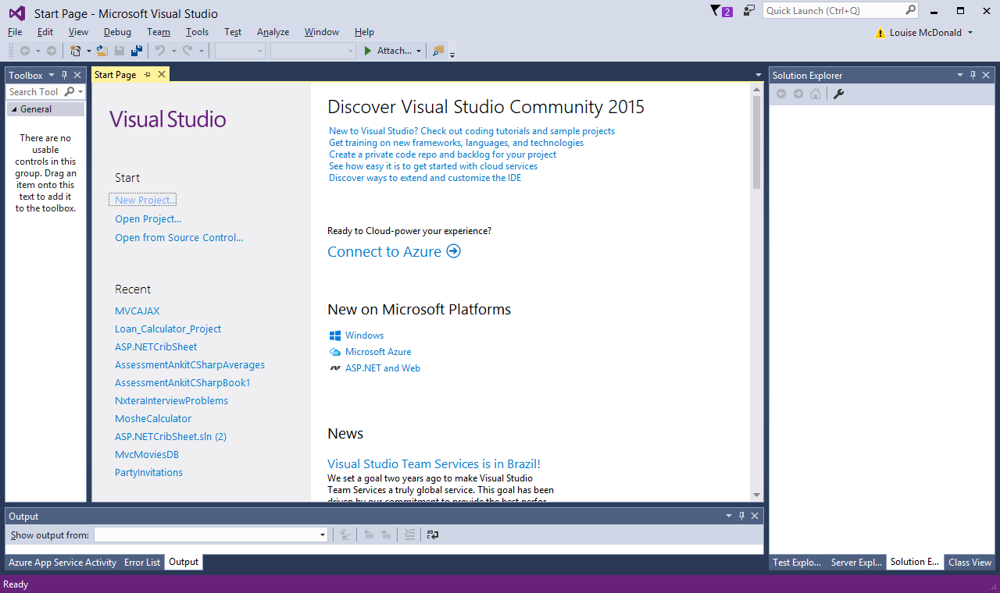 Start Page - Microsoft Visual Studio
2
Quick Launch (Ctrl+Q)
File Edit View Debug Team Tools Test Analyze Window Help
Louise McDonald
Attach...
Toolbox
Search Tool
General
There are no
usable
controls in this
group. Drag an
item onto this
text to add it
to the toolbox.
Start Page
Visual Studio
Start
New Project...
Open Project...
Open from Source Control...
Recent
MVCAJAX
Loan_Calculator_Project
ASP.NETCribSheet
AssessmentAnkitCSharpAverages
AssessmentAnkitCSharpBook1
NxteraInterviewProblems
MosheCalculator
ASP.NETCribSheet.sln (2)
MvcMoviesDB
PartyInvitations
Discover Visual Studio Community 2015
New to Visual Studio? Check out coding tutorials and sample projects
Get training on new frameworks, languages, and technologies
Create a private code repo and backlog for your project
See how easy it is to get started with cloud services
Discover ways to extend and customize the IDE
Ready to Cloud-power your experience?
Connect to Azure
New on Microsoft Platforms
Windows
Microsoft Azure
ASP.NET and Web
News
Visual Studio Team Services is in Brazil!
We set a goal two years ago to make Visual Studio
Team Services a truly global service. This goal has been
driven by our commitment to provide the best perfor
Solution Explorer
Output
Show output from:
Azure App Service Activity Error List Output
Test Explo... Server Expl... Solution E... Class View
Ready